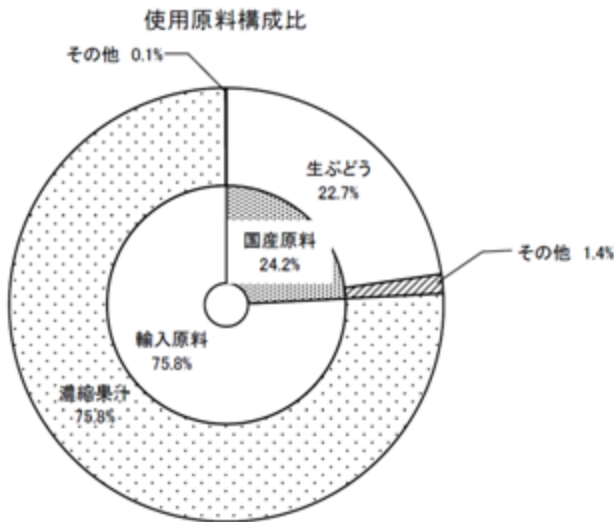 使用原料構成比
その他 0.1%
生ぶどう
22.7%
国産原料
24.2%
その他 1.4%
輸入原料
75.8%
濃縮果汁
75.8%